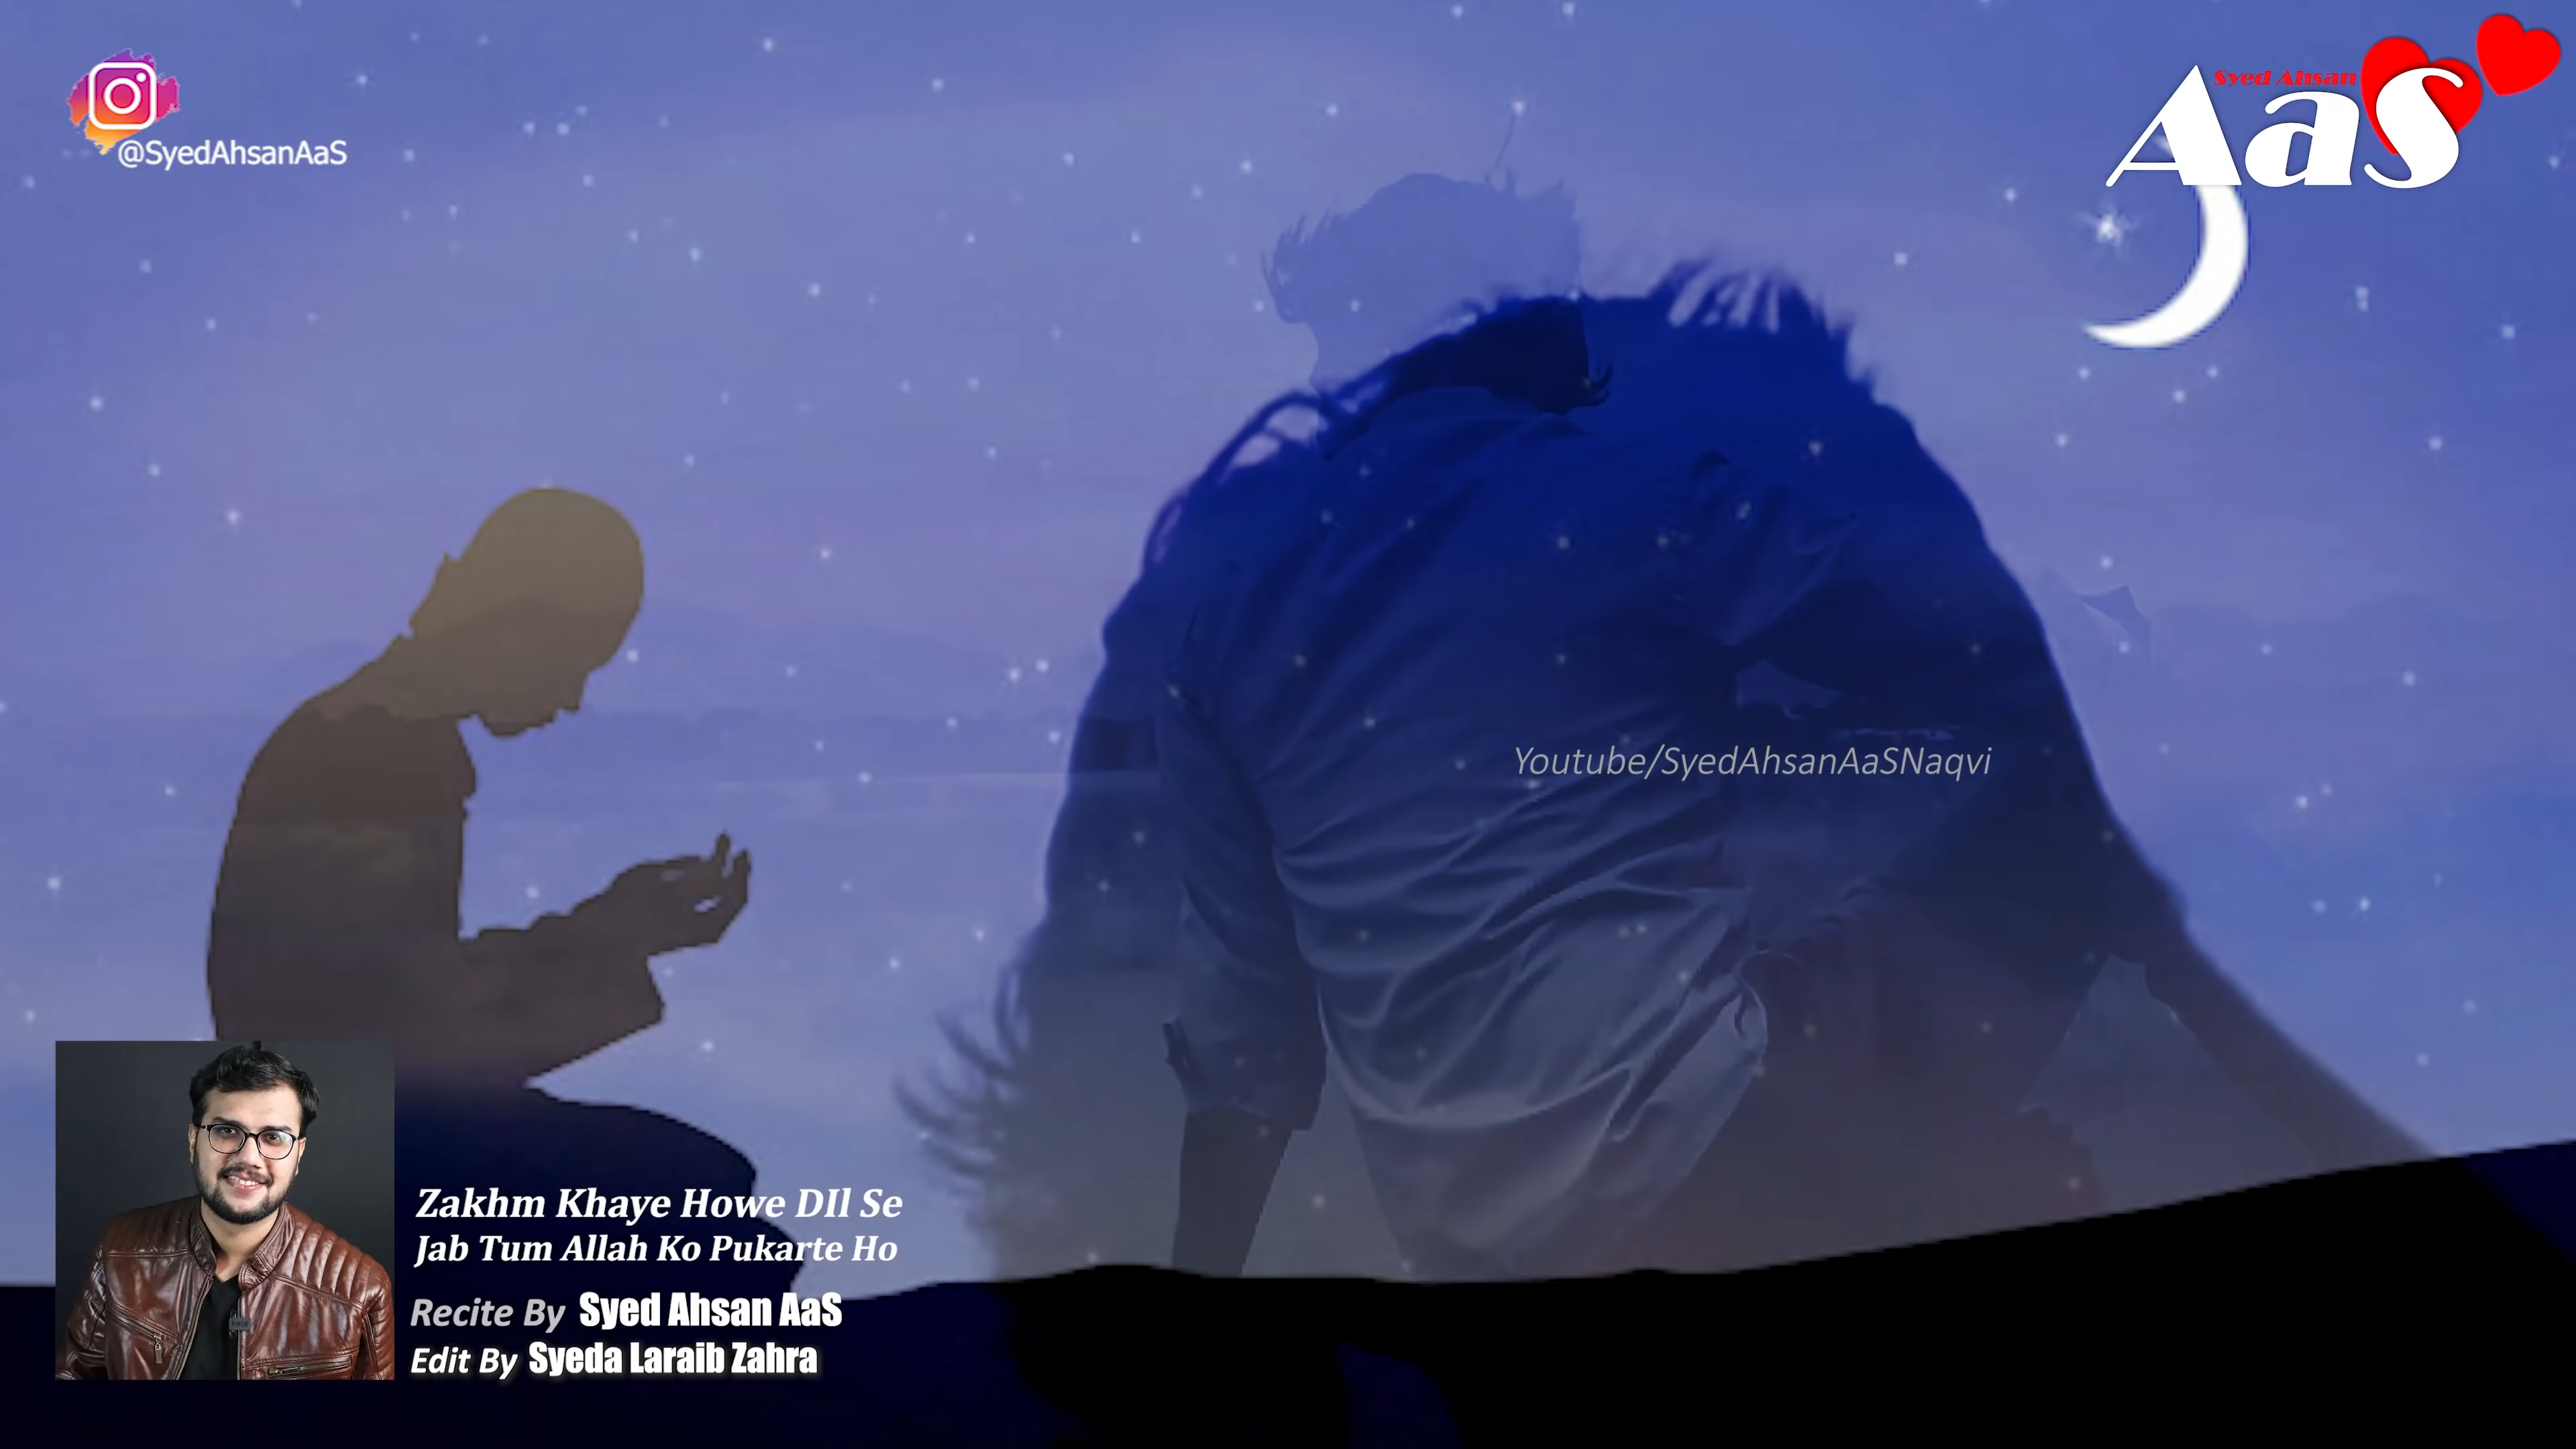 @SyedAhsanAaS
Syed Ahsan
AaS
Youtube/SyedAhsanAaSNaqvi
Zakhm Khaye Howe DIl Se
Jab Tum Allah Ko Pukarte Ho
Recite By Syed Ahsan AaS
Edit By Syeda Laraib Zahra